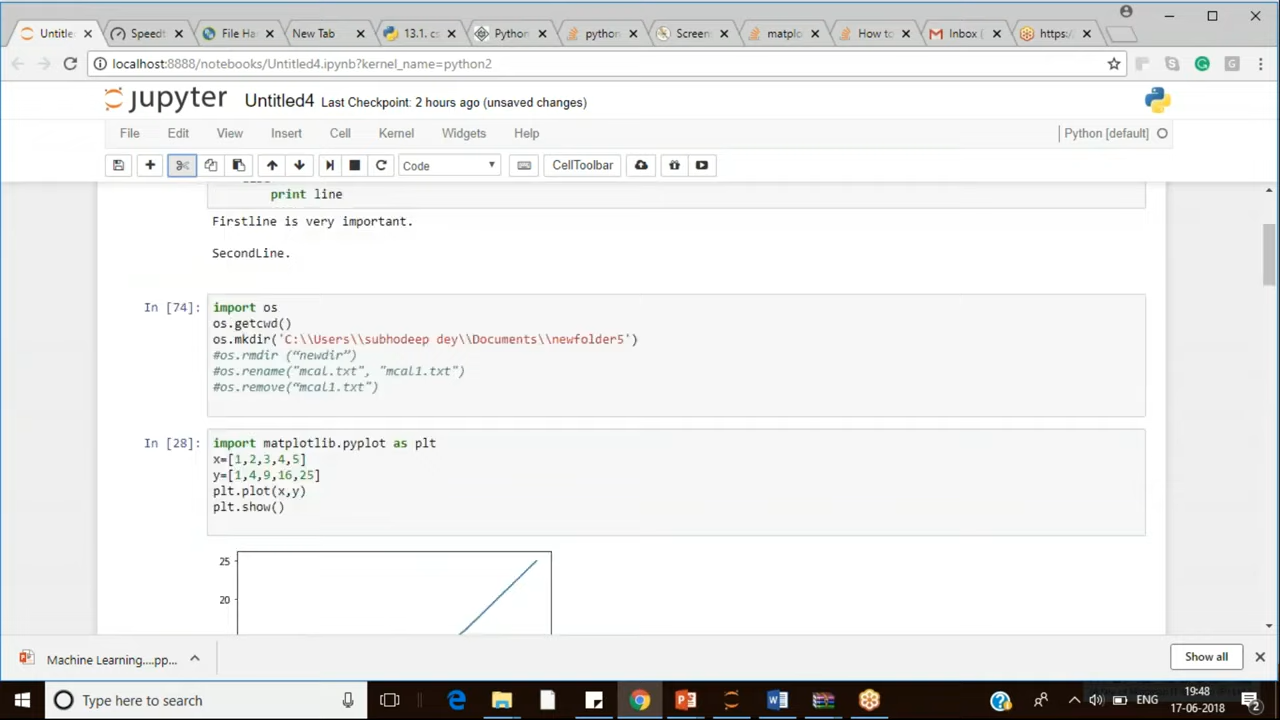 Untitle
Speedt
File Ha
New Tab
13.1. cs
Python
python
Screen
matplo
How to
Inbox (
https:/
localhost:8888/notebooks/Untitled4.ipynb?kernel_name=python2
jupyter Untitled4 Last Checkpoint: 2 hours ago (unsaved changes)
File Edit View Insert Cell Kernel Widgets Help Python [default]
Code CellToolbar
print line
Firstline is very important.
SecondLine.
In [74]:
import os
os.getcwd()
os.mkdir('C:\\Users\\subhodeep dey\\Documents\\newfolder5')
#os.rmdir (“newdir”)
#os.rename("mcal.txt", "mcal1.txt")
#os.remove(“mcal1.txt")
In [28]:
import matplotlib.pyplot as plt
x=[1,2,3,4,5]
y=[1,4,9,16,25]
plt.plot(x,y)
plt.show()
25
20
Machine Learning....pp...
Show all
Type here to search
ENG
19:48
17-06-2018
2